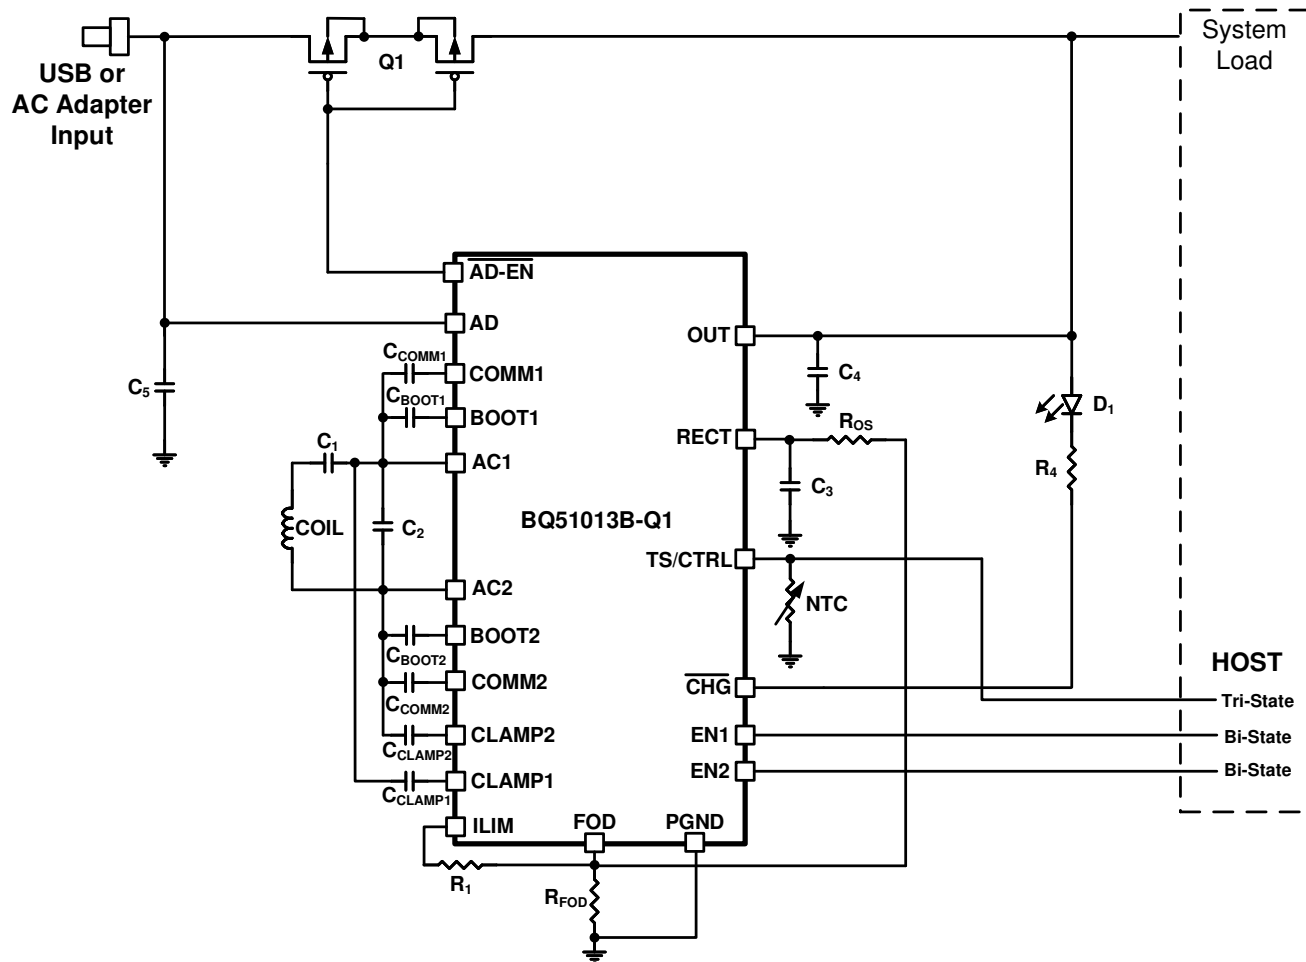 System
Load
USB or
AC Adapter
Input
Q1
AD-EN
AD
OUT
C5
CCOMM1
COMM1
C4
CBOOT1
BOOT1
D1
RECT
ROS
C1
AC1
R4
C3
COIL
C2
BQ51013B-Q1
TS/CTRL
AC2
NTC
BOOT2
CBOOT2
HOST
COMM2
CHG
CCOMM2
Tri-State
CLAMP2
EN1
Bi-State
CCLAMP2
EN2
Bi-State
CLAMP1
CCLAMP1
ILIM
FOD
PGND
R1
RFOD